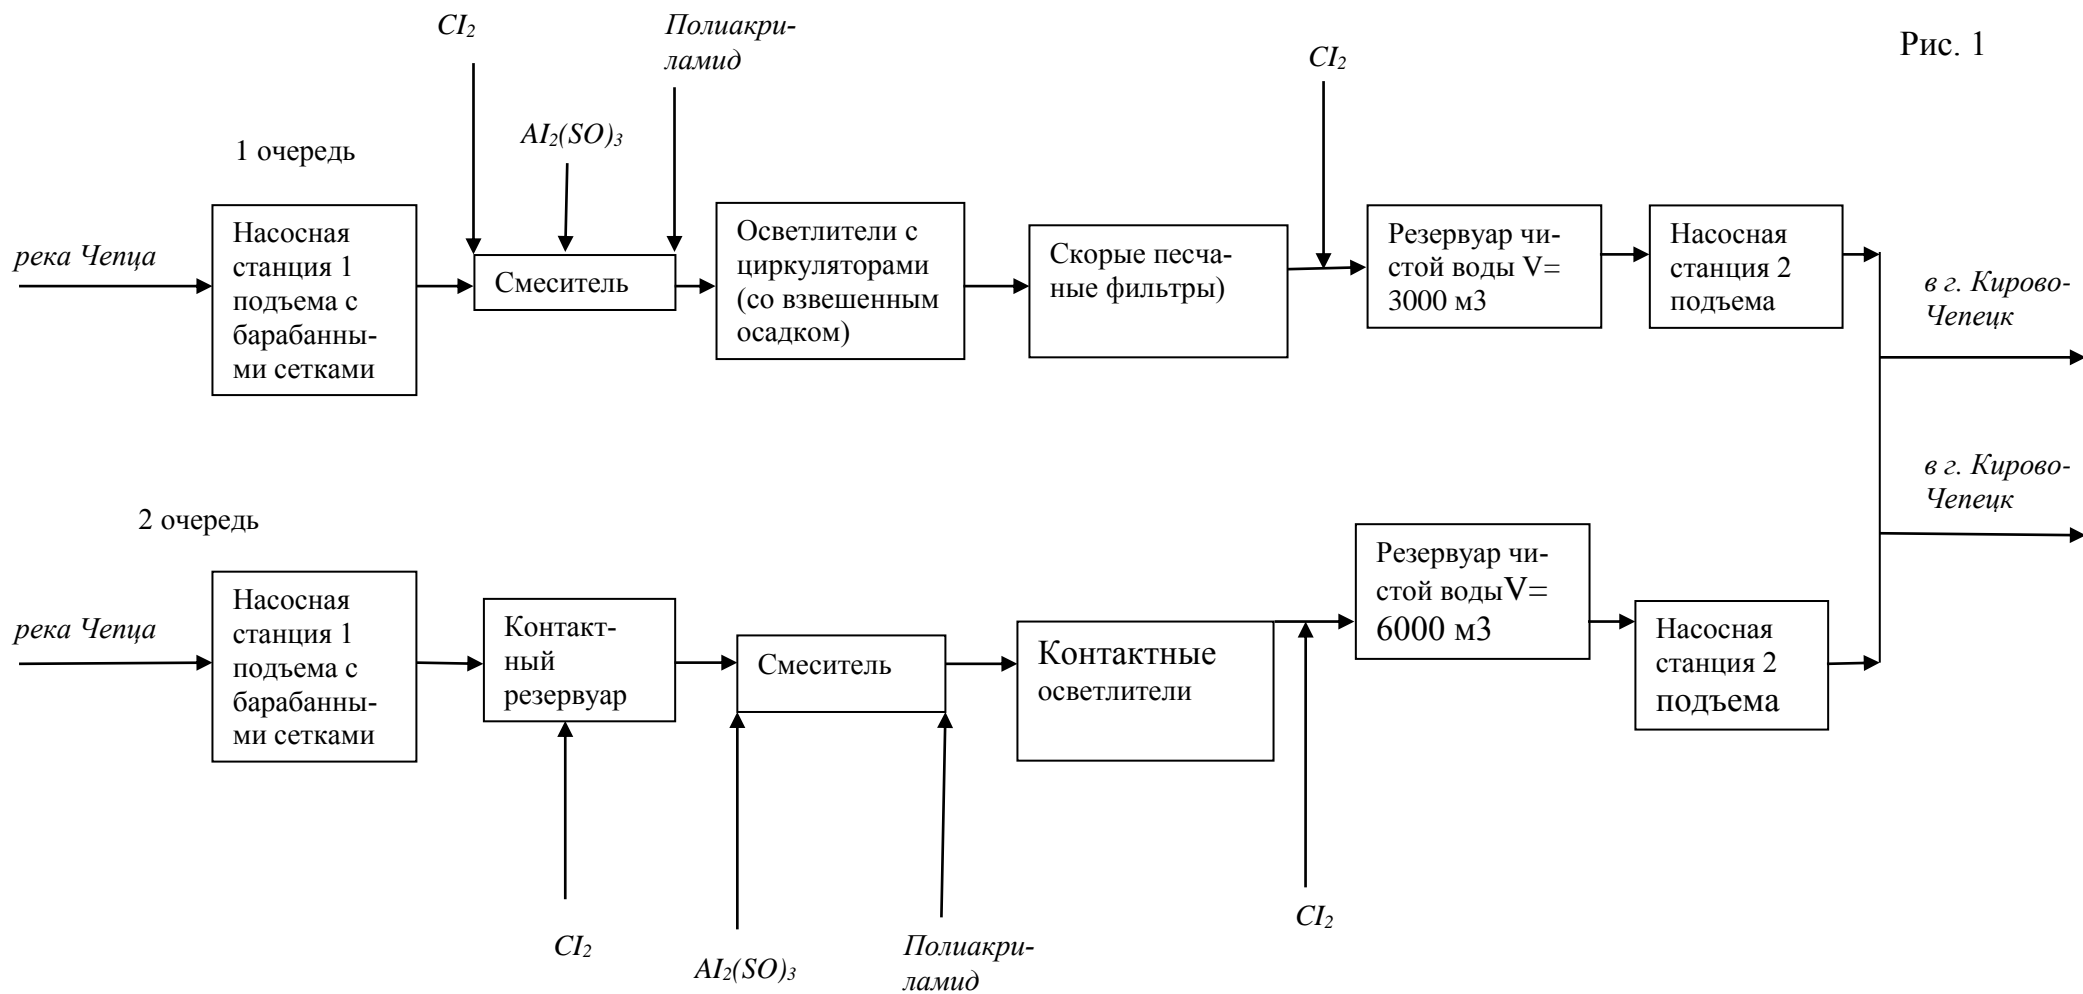 Рис. 1
CI₂
Полиакри-
ламид
CI₂
AI₂(SO)₃
1 очередь
река Чепца
Насосная
станция 1
подъема с
барабанны-
ми сетками
Смеситель
Осветлители с
циркуляторами
(со взвешенным
осадком)
Скорые песча-
ные фильтры)
Резервуар чи-
стой воды V=
3000 м3
Насосная
станция 2
подъема
в г. Кирово-
Чепецк
в г. Кирово-
Чепецк
2 очередь
река Чепца
Насосная
станция 1
подъема с
барабанны-
ми сетками
Контакт-
ный
резервуар
Смеситель
Контактные
осветлители
Резервуар чи-
стой водыV=
6000 м3
Насосная
станция 2
подъема
CI₂
AI₂(SO)₃
Полиакри-
ламид
CI₂